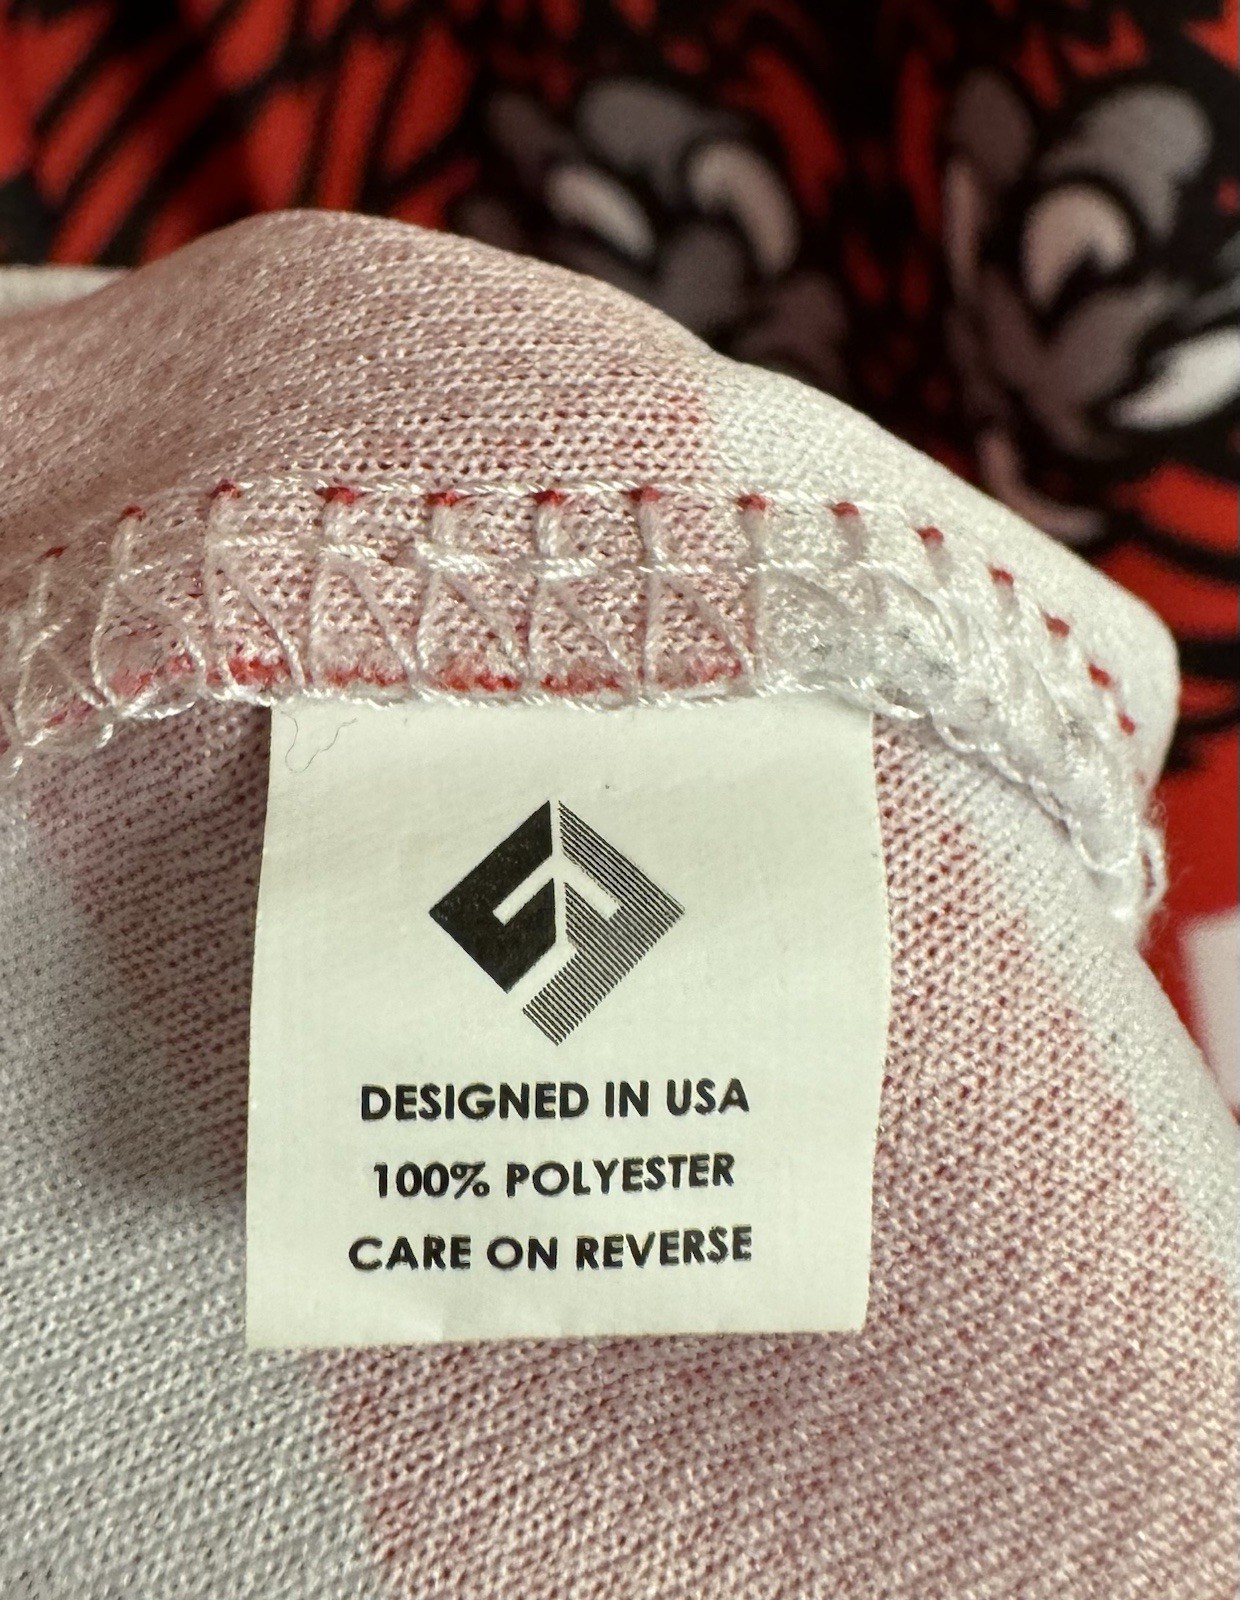 DESIGNED IN USA
100% POLYESTER
CARE ON REVERSE